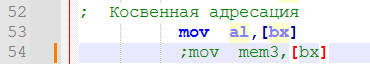 52 ; Косвенная адресация
53 mov al,[bx]
54 ;mov mem3,[bx]